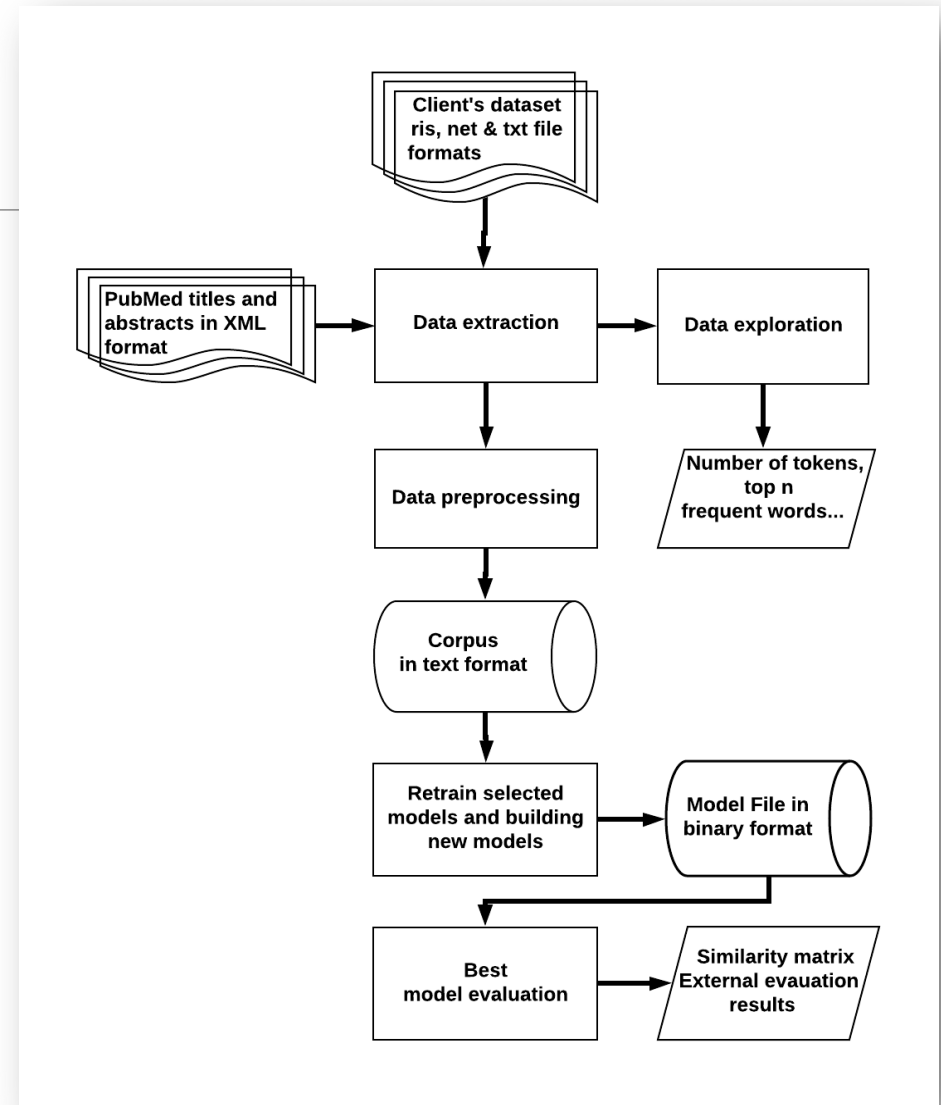 Client's dataset
ris, net & txt file
formats
PubMed titles and
abstracts in XML
format
Data extraction
Data exploration
Data preprocessing
Number of tokens,
top n
frequent words...
Corpus
in text format
Retrain selected
models and building
new models
Model File in
binary format
Best
model evaluation
Similarity matrix
External evauation
results